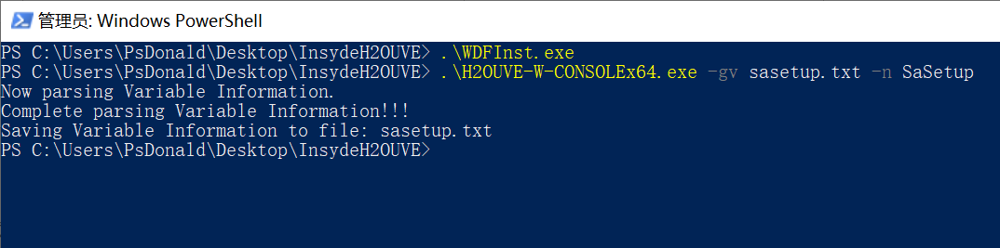 管理员: Windows PowerShell
PS C:\Users\PsDonald\Desktop\InsydeH2OUVE> .\WDFInst.exe
PS C:\Users\PsDonald\Desktop\InsydeH2OUVE> .\H2OUVE-W-CONSOLEx64.exe -gv sasetup.txt -n SaSetup
Now parsing Variable Information.
Complete parsing Variable Information!!!
Saving Variable Information to file: sasetup.txt
PS C:\Users\PsDonald\Desktop\InsydeH2OUVE>